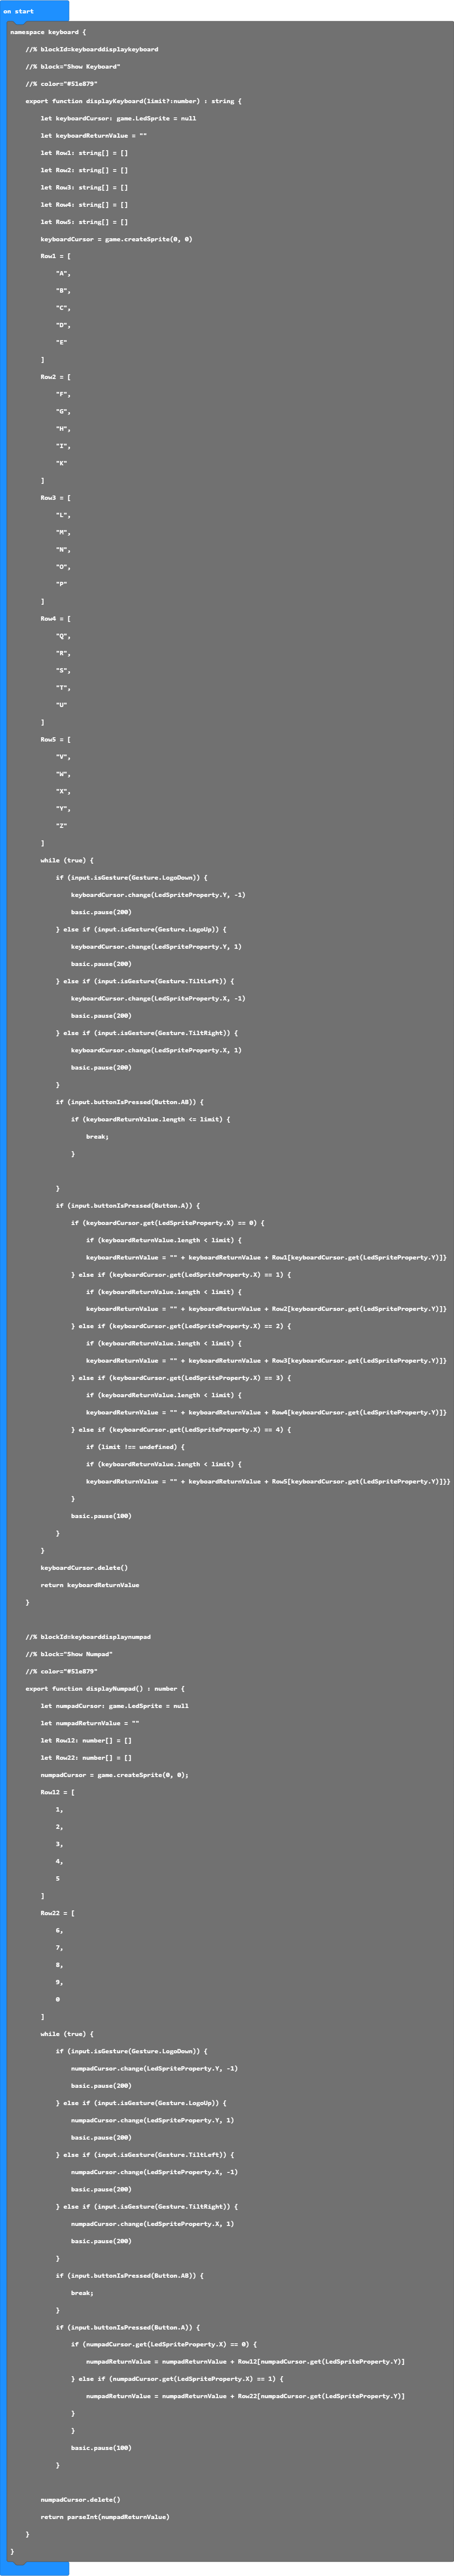 on start
namespace keyboard {
//% blockId=keyboarddisplaykeyboard
//% block="Show Keyboard"
//% color="#51e879"
export function displayKeyboard(limit?:number) : string {
let keyboardCursor: game.LedSprite = null
let keyboardReturnValue = ""
let Row1: string[] = []
let Row2: string[] = []
let Row3: string[] = []
let Row4: string[] = []
let Row5: string[] = []
keyboardCursor = game.createSprite(0, 0)
Row1 = [
"A",
"B",
"C",
"D",
"E"
]
Row2 = [
"F",
"G",
"H",
"I",
"K"
]
Row3 = [
"L",
"M",
"N",
"O",
"P"
]
Row4 = [
"Q",
"R",
"S",
"T",
"U"
]
Row5 = [
"V",
"W",
"X",
"Y",
"Z"
]
while (true) {
if (input.isGesture(Gesture.LogoDown)) {
keyboardCursor.change(LedSpriteProperty.Y, -1)
basic.pause(200)
} else if (input.isGesture(Gesture.LogoUp)) {
keyboardCursor.change(LedSpriteProperty.Y, 1)
basic.pause(200)
} else if (input.isGesture(Gesture.TiltLeft)) {
keyboardCursor.change(LedSpriteProperty.X, -1)
basic.pause(200)
} else if (input.isGesture(Gesture.TiltRight)) {
keyboardCursor.change(LedSpriteProperty.X, 1)
basic.pause(200)
}
if (input.buttonIsPressed(Button.AB)) {
if (keyboardReturnValue.length <= limit) {
break;
}
}
if (input.buttonIsPressed(Button.A)) {
if (keyboardCursor.get(LedSpriteProperty.X) == 0) {
if (keyboardReturnValue.length < limit) {
keyboardReturnValue = "" + keyboardReturnValue + Row1[keyboardCursor.get(LedSpriteProperty.Y)]}
} else if (keyboardCursor.get(LedSpriteProperty.X) == 1) {
if (keyboardReturnValue.length < limit) {
keyboardReturnValue = "" + keyboardReturnValue + Row2[keyboardCursor.get(LedSpriteProperty.Y)]}
} else if (keyboardCursor.get(LedSpriteProperty.X) == 2) {
if (keyboardReturnValue.length < limit) {
keyboardReturnValue = "" + keyboardReturnValue + Row3[keyboardCursor.get(LedSpriteProperty.Y)]}
} else if (keyboardCursor.get(LedSpriteProperty.X) == 3) {
if (keyboardReturnValue.length < limit) {
keyboardReturnValue = "" + keyboardReturnValue + Row4[keyboardCursor.get(LedSpriteProperty.Y)]}
} else if (keyboardCursor.get(LedSpriteProperty.X) == 4) {
if (limit !== undefined) {
if (keyboardReturnValue.length < limit) {
keyboardReturnValue = "" + keyboardReturnValue + Row5[keyboardCursor.get(LedSpriteProperty.Y)]}}
}
basic.pause(100)
}
}
keyboardCursor.delete()
return keyboardReturnValue
}
//% blockId=keyboarddisplaynumpad
//% block="Show Numpad"
//% color="#51e879"
export function displayNumpad() : number {
let numpadCursor: game.LedSprite = null
let numpadReturnValue = ""
let Row12: number[] = []
let Row22: number[] = []
numpadCursor = game.createSprite(0, 0);
Row12 = [
1,
2,
3,
4,
5
]
Row22 = [
6,
7,
8,
9,
0
]
while (true) {
if (input.isGesture(Gesture.LogoDown)) {
numpadCursor.change(LedSpriteProperty.Y, -1)
basic.pause(200)
} else if (input.isGesture(Gesture.LogoUp)) {
numpadCursor.change(LedSpriteProperty.Y, 1)
basic.pause(200)
} else if (input.isGesture(Gesture.TiltLeft)) {
numpadCursor.change(LedSpriteProperty.X, -1)
basic.pause(200)
} else if (input.isGesture(Gesture.TiltRight)) {
numpadCursor.change(LedSpriteProperty.X, 1)
basic.pause(200)
}
if (input.buttonIsPressed(Button.AB)) {
break;
}
if (input.buttonIsPressed(Button.A)) {
if (numpadCursor.get(LedSpriteProperty.X) == 0) {
numpadReturnValue = numpadReturnValue + Row12[numpadCursor.get(LedSpriteProperty.Y)]
} else if (numpadCursor.get(LedSpriteProperty.X) == 1) {
numpadReturnValue = numpadReturnValue + Row22[numpadCursor.get(LedSpriteProperty.Y)]
}
}
basic.pause(100)
}
numpadCursor.delete()
return parseInt(numpadReturnValue)
}
}